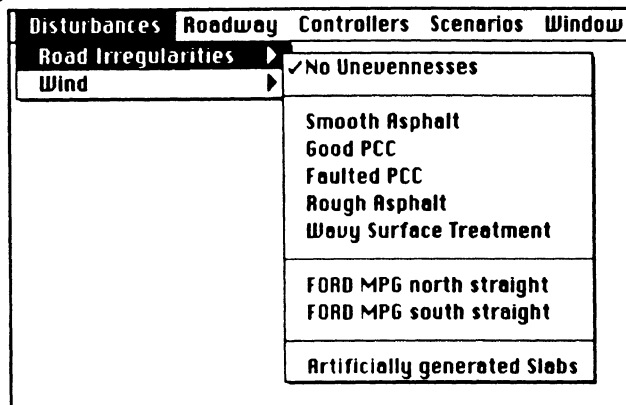 Disturbances Roadway Controllers Scenarios Window
Road Irregularities
Wind
✓No Unevennesses
Smooth Asphalt
Good PCC
Faulted PCC
Rough Asphalt
Wavy Surface Treatment
FORD MPG north straight
FORD MPG south straight
Artificially generated Slabs